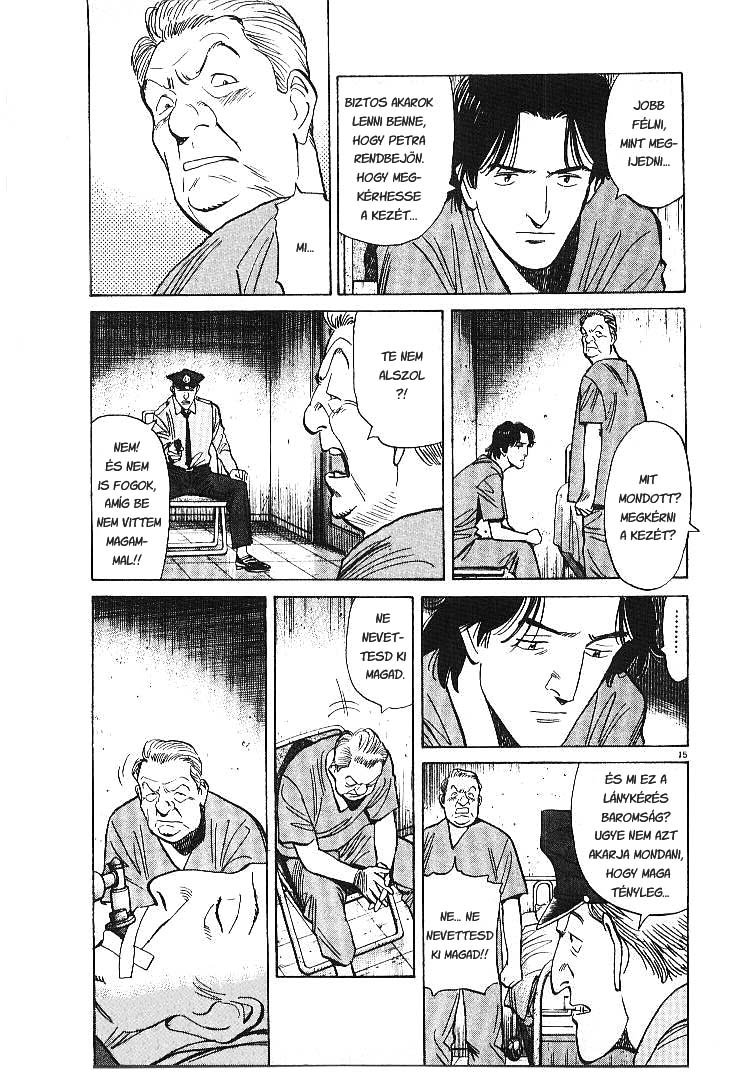 JOBB
FÉLNI,
MINT MEG-
IJEDNI...
BIZTOS AKAROK
LENNI BENNE,
HOGY PETRA
RENDBEJÖN.
HOGY MEG-
KÉRHESSE
A KEZÉT...
MI...
MIT
MONDOTT?
MEGKÉRNI
A KEZÉT?
TE NEM
ALSZOL
?!
NEM!
ÉS NEM
IS FOGOK,
AMÍG BE
NEM VITTEM
MAGAM-
MAL!!
........
15
ÉS MI EZ A
LÁNYKÉRÉS
BAROMSÁG?
UGYE NEM AZT
AKARJA MONDANI,
HOGY MAGA
TÉNYLEG...
NE... NE
NEVETTESD
KI MAGAD!!
NE
NEVET-
TESD KI
MAGAD.